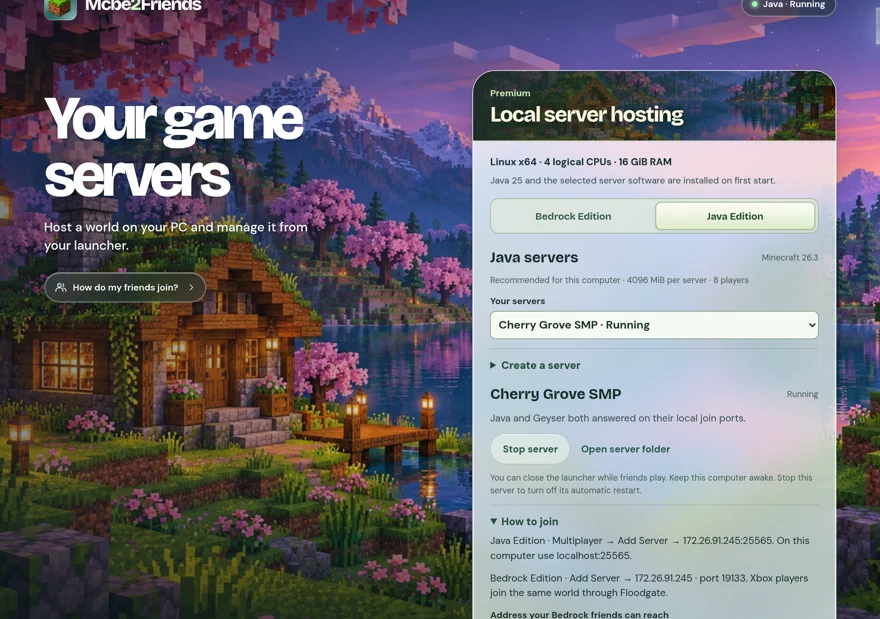 Mcbe2Friends
Java · Running
Your game
servers
Host a world on your PC and manage it from
your launcher.
How do my friends join?
Premium
Local server hosting
Linux x64 · 4 logical CPUs · 16 GiB RAM
Java 25 and the selected server software are installed on first start.
Bedrock Edition
Java Edition
Java servers
Minecraft 26.3
Recommended for this computer · 4096 MiB per server · 8 players
Your servers
Cherry Grove SMP · Running
Create a server
Cherry Grove SMP
Running
Java and Geyser both answered on their local join ports.
Stop server
Open server folder
You can close the launcher while friends play. Keep this computer awake. Stop this
server to turn off its automatic restart.
How to join
Java Edition · Multiplayer → Add Server → 172.26.91.245:25565. On this
computer use localhost:25565.
Bedrock Edition · Add Server → 172.26.91.245 · port 19133. Xbox players
join the same world through Floodgate.
Address your Bedrock friends can reach